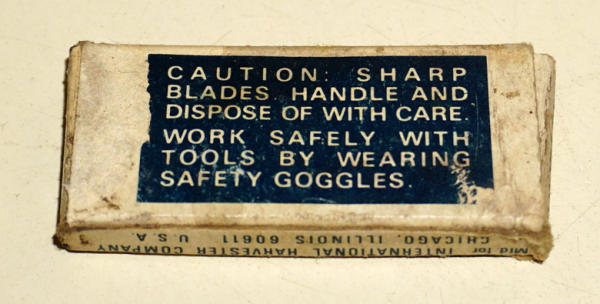 CAUTION: SHARP
BLADES. HANDLE AND
DISPOSE OF WITH CARE.
WORK SAFELY WITH
TOOLS BY WEARING
SAFETY GOGGLES.
Mfd for INTERNATIONAL HARVESTER COMPANY
CHICAGO, ILLINOIS 60611 U.S.A.